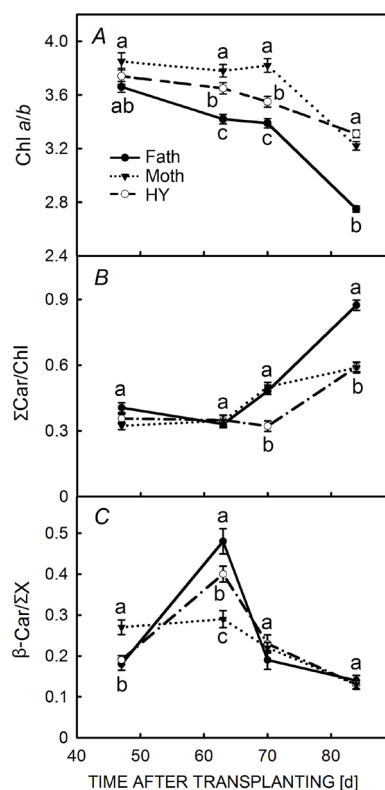 A
4.0
3.6
3.2
2.8
2.4
Chl a/b
a
a
a
ab
b
b
c
c
a
b
Fath
Moth
HY
B
0.9
0.6
0.3
0
ΣCar/Chl
a
a
a
b
a
b
C
0.5
0.4
0.3
0.2
0.1
0
β-Car/ΣX
a
b
a
b
c
a
a
40 50 60 70 80
TIME AFTER TRANSPLANTING [d]